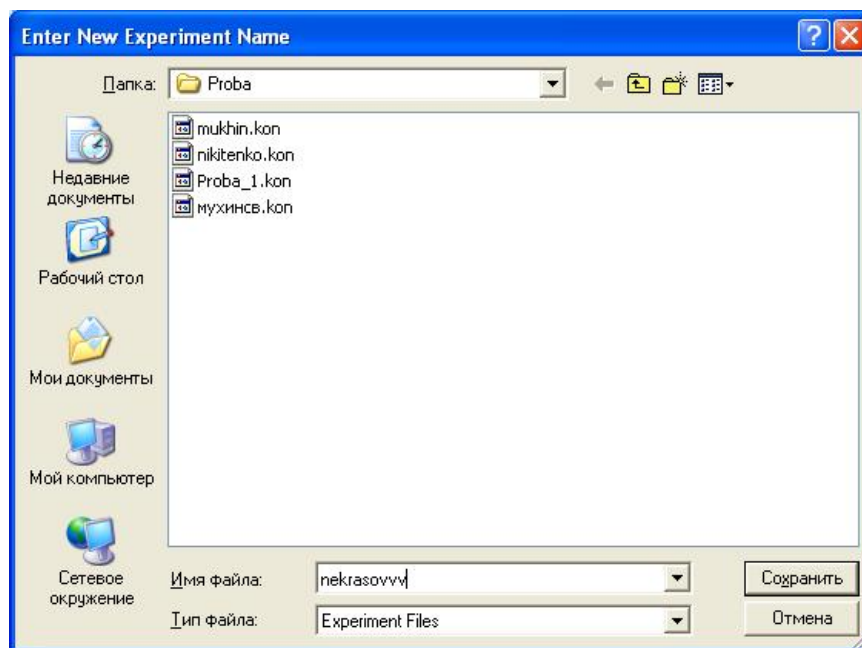 Enter New Experiment Name
Папка: Proba
mukhin.kon
nikitenko.kon
Proba_1.kon
мухинсв.kon
Недавние
документы
Рабочий стол
Мои документы
Мой компьютер
Сетевое
окружение
Имя файла: nekrasovvv Сохранить
Тип файла: Experiment Files Отмена